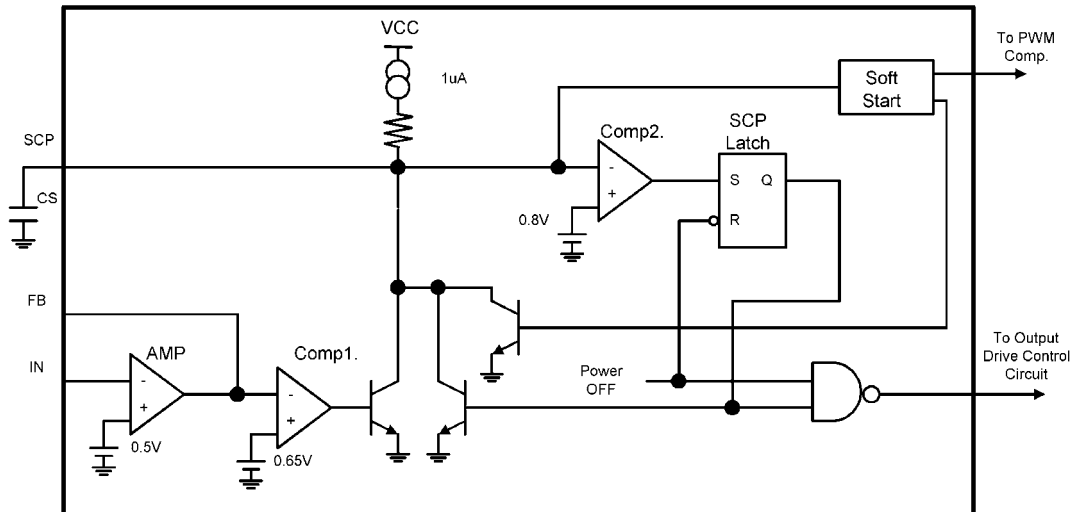 VCC
1uA
To PWM
Comp.
Soft
Start
SCP
CS
Comp2.
-
+
0.8V
SCP
Latch
S Q
R
FB
IN
AMP
-
+
0.5V
Comp1.
-
+
0.65V
Power
OFF
To Output
Drive Control
Circuit